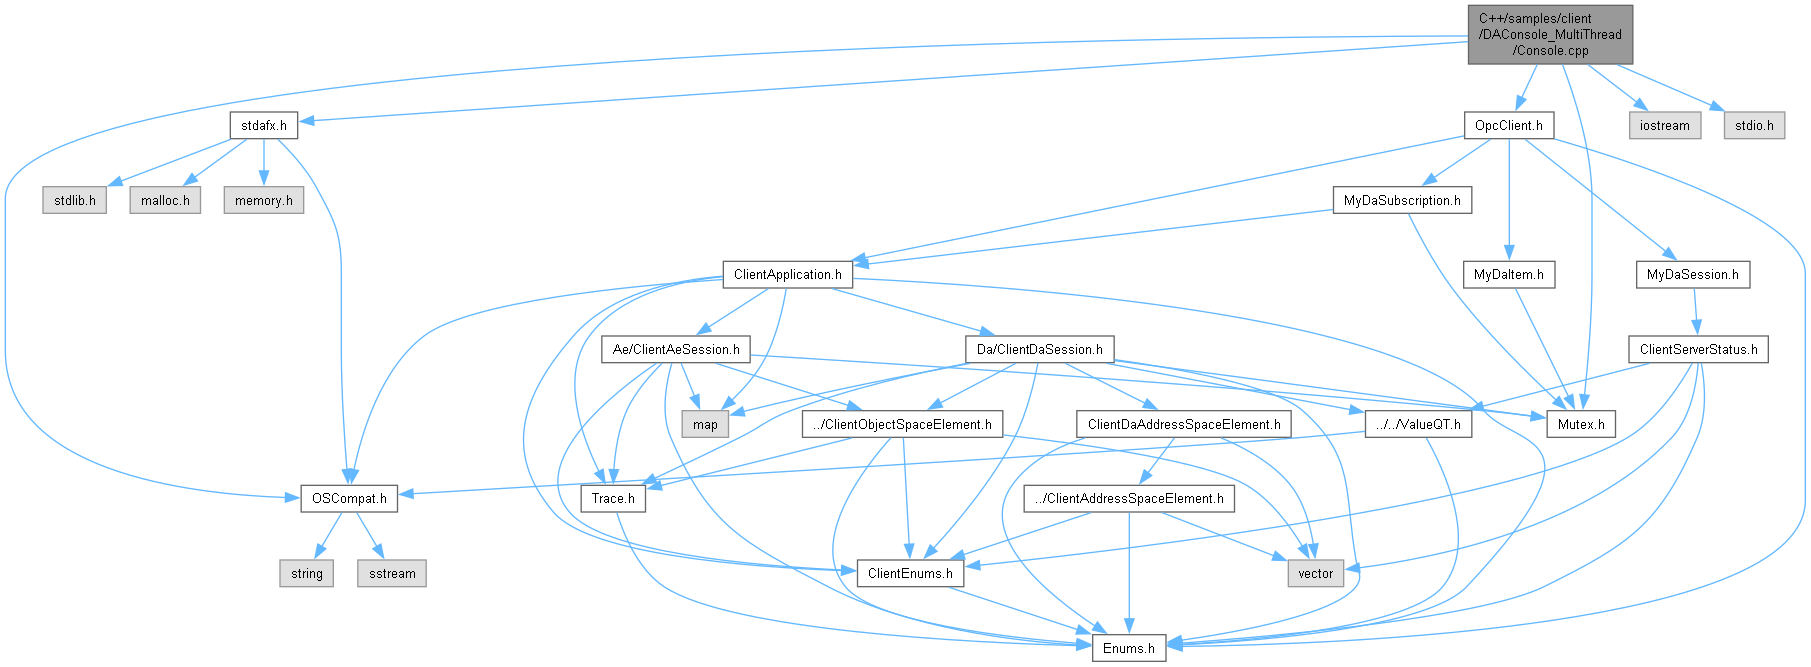 C++/samples/client
/DAConsole_MultiThread
/Console.cpp
stdafx.h
OpcClient.h
iostream
stdio.h
stdlib.h
malloc.h
memory.h
MyDaSubscription.h
ClientApplication.h
MyDaItem.h
MyDaSession.h
Ae/ClientAeSession.h
Da/ClientDaSession.h
ClientServerStatus.h
map
../ClientObjectSpaceElement.h
ClientDaAddressSpaceElement.h
../../ValueQT.h
Mutex.h
OSCompat.h
Trace.h
../ClientAddressSpaceElement.h
string
sstream
ClientEnums.h
vector
Enums.h